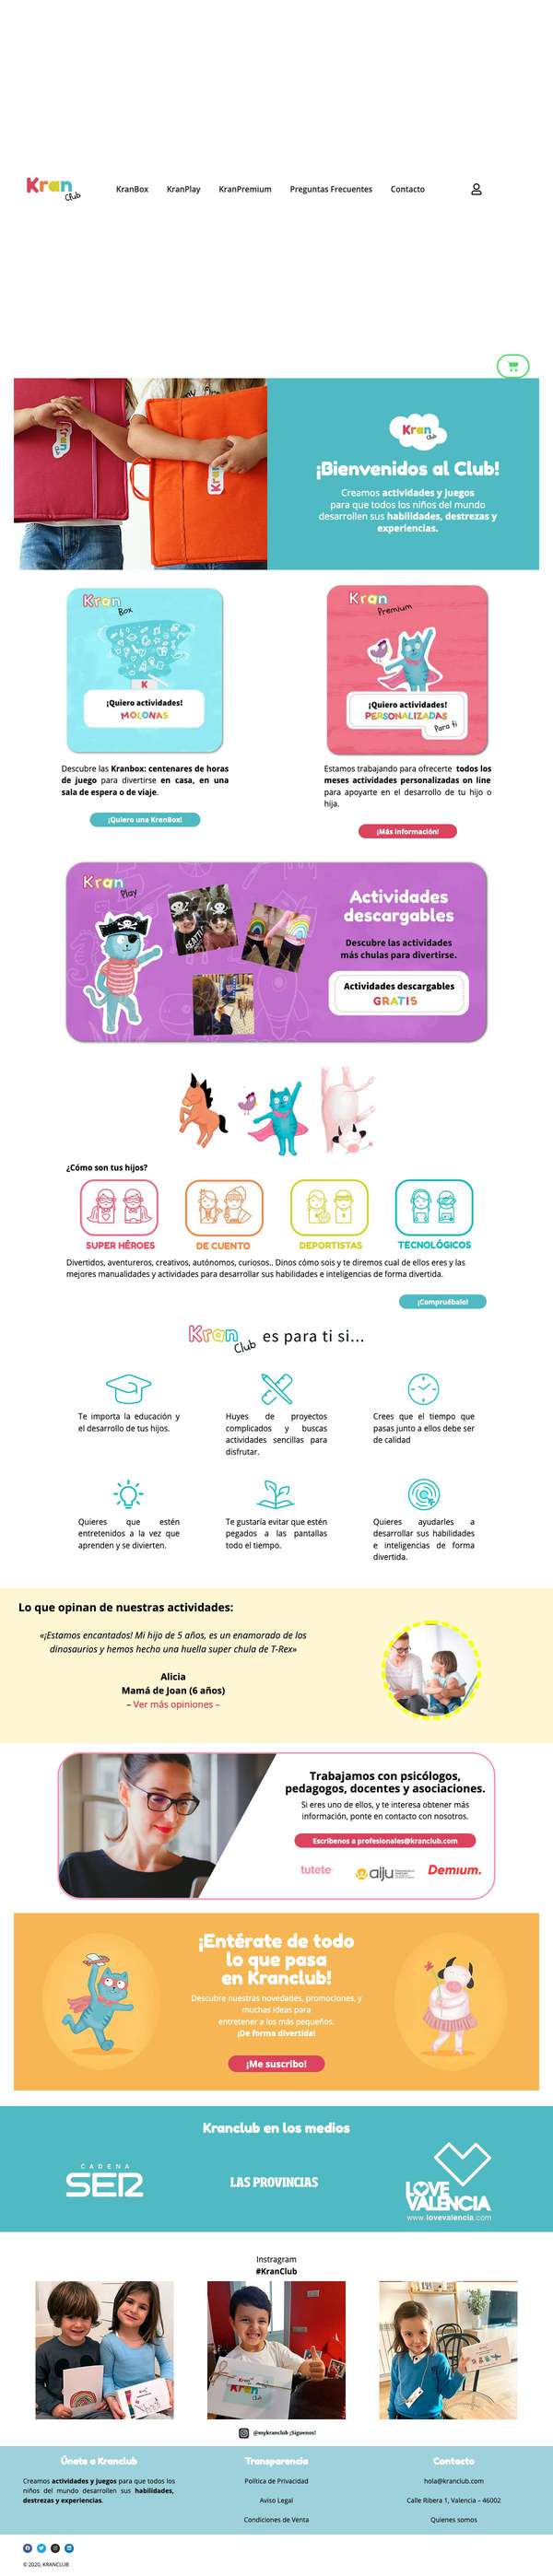 Kran
Club
KranBox
KranPlay
KranPremium
Preguntas Frecuentes
Contacto
Kran
Kran
Kran
Club
¡Bienvenidos al Club!
Creamos actividades y juegos
para que todos los niños del mundo
desarrollen sus habilidades, destrezas y
experiencias.
Kran
Box
K
¡Quiero actividades!
MOLONAS
Descubre las Kranbox: centenares de horas
de juego para divertirse en casa, en una
sala de espera o de viaje.
¡Quiero una KranBox!
Kran
Premium
¡Quiero actividades!
PERSONALIZADAS
Para ti
Estamos trabajando para ofrecerte todos los
meses actividades personalizadas on line
para apoyarte en el desarrollo de tu hijo o
hija.
¡Más información!
Kran
Play
Actividades
descargables
Descubre las actividades
más chulas para divertirse.
Actividades descargables
GRATIS
¿Cómo son tus hijos?
SUPER HÉROES
DE CUENTO
DEPORTISTAS
TECNOLÓGICOS
Divertidos, aventureros, creativos, autónomos, curiosos.. Dinos cómo sois y te diremos cual de ellos eres y las
mejores manualidades y actividades para desarrollar sus habilidades e inteligencias de forma divertida.
¡Compruébalo!
Kran
Club
es para ti si...
Te importa la educación y
el desarrollo de tus hijos.
Huyes de proyectos
complicados y buscas
actividades sencillas para
disfrutar.
Crees que el tiempo que
pasas junto a ellos debe ser
de calidad
Quieres que estén
entretenidos a la vez que
aprenden y se divierten.
Te gustaría evitar que estén
pegados a las pantallas
todo el tiempo.
Quieres ayudarles a
desarrollar sus habilidades
e inteligencias de forma
divertida.
Lo que opinan de nuestras actividades:
«¡Estamos encantados! Mi hijo de 5 años, es un enamorado de los
dinosaurios y hemos hecho una huella super chula de T-Rex»
Alicia
Mamá de Joan (6 años)
– Ver más opiniones –
Trabajamos con psicólogos,
pedagogos, docentes y asociaciones.
Si eres uno de ellos, y te interesa obtener más
información, ponte en contacto con nosotros.
Escríbenos a profesionales@kranclub.com
tutete
aiju
Demium.
¡Entérate de todo
lo que pasa
en Kranclub!
Descubre nuestras novedades, promociones, y
muchas ideas para
entretener a los más pequeños.
¡De forma divertida!
¡Me suscribo!
Kranclub en los medios
CADENA
SER
LAS PROVINCIAS
LOVE
VALENCIA
www.lovevalencia.com
Instagram
#KranClub
Kran
Club
@mykranclub ¡Síguenos!
Únete a Kranclub
Creamos actividades y juegos para que todos los
niños del mundo desarrollen sus habilidades,
destrezas y experiencias.
Transparencia
Política de Privacidad
Aviso Legal
Condiciones de Venta
Contacto
hola@kranclub.com
Calle Ribera 1, Valencia – 46002
Quienes somos
© 2020, KRANCLUB